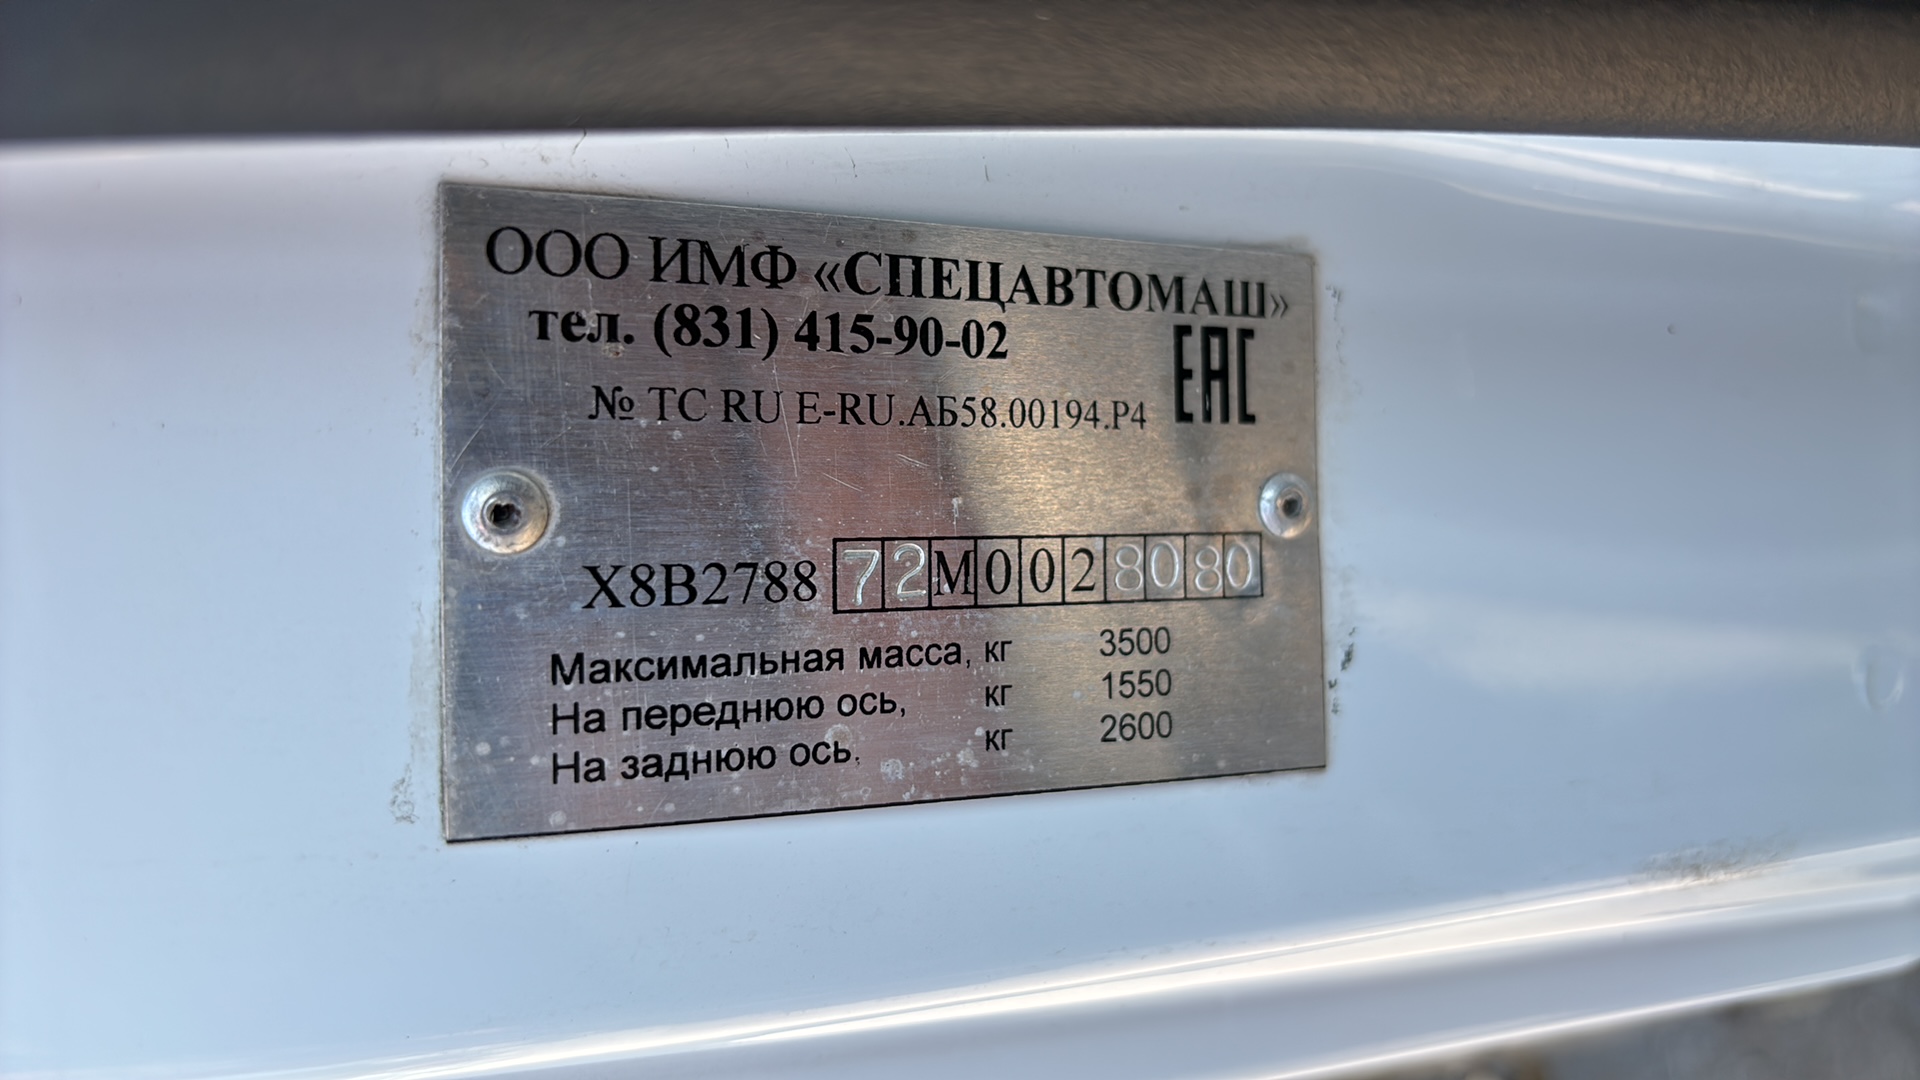 ООО ИМФ «СПЕЦАВТОМАШ»
тел. (831) 415-90-02
EAC
№ ТС RU Е-RU.АБ58.00194.Р4
X8B2788 72M0028080
Максимальная масса, кг 3500
На переднюю ось, кг 1550
На заднюю ось, кг 2600